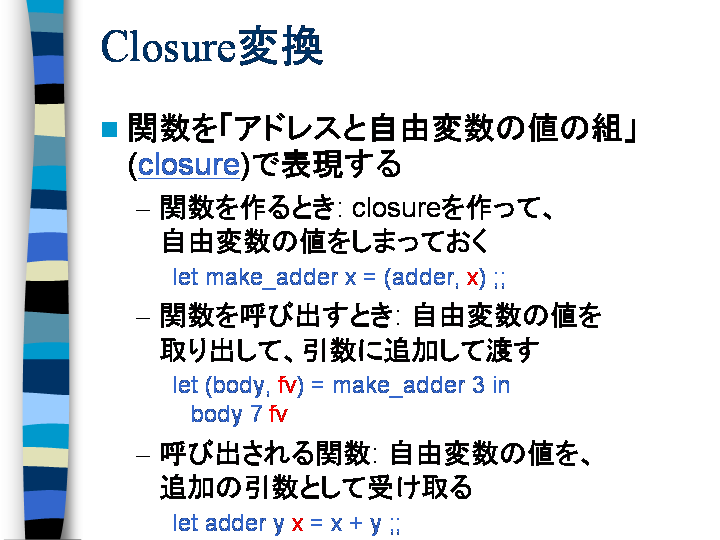 Closure変換
■ 関数を「アドレスと自由変数の値の組」
(closure)で表現する
– 関数を作るとき: closureを作って、
自由変数の値をしまっておく
let make_adder x = (adder, x) ;;
– 関数を呼び出すとき: 自由変数の値を
取り出して、引数に追加して渡す
let (body, fv) = make_adder 3 in
body 7 fv
– 呼び出される関数: 自由変数の値を、
追加の引数として受け取る
let adder y x = x + y ;;